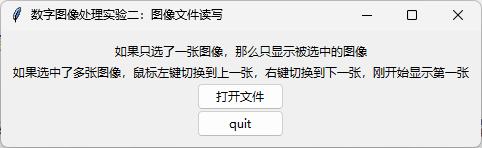 数字图像处理实验二：图像文件读写
如果只选了一张图像，那么只显示被选中的图像
如果选中了多张图像，鼠标左键切换到上一张，右键切换到下一张，刚开始显示第一张
打开文件
quit